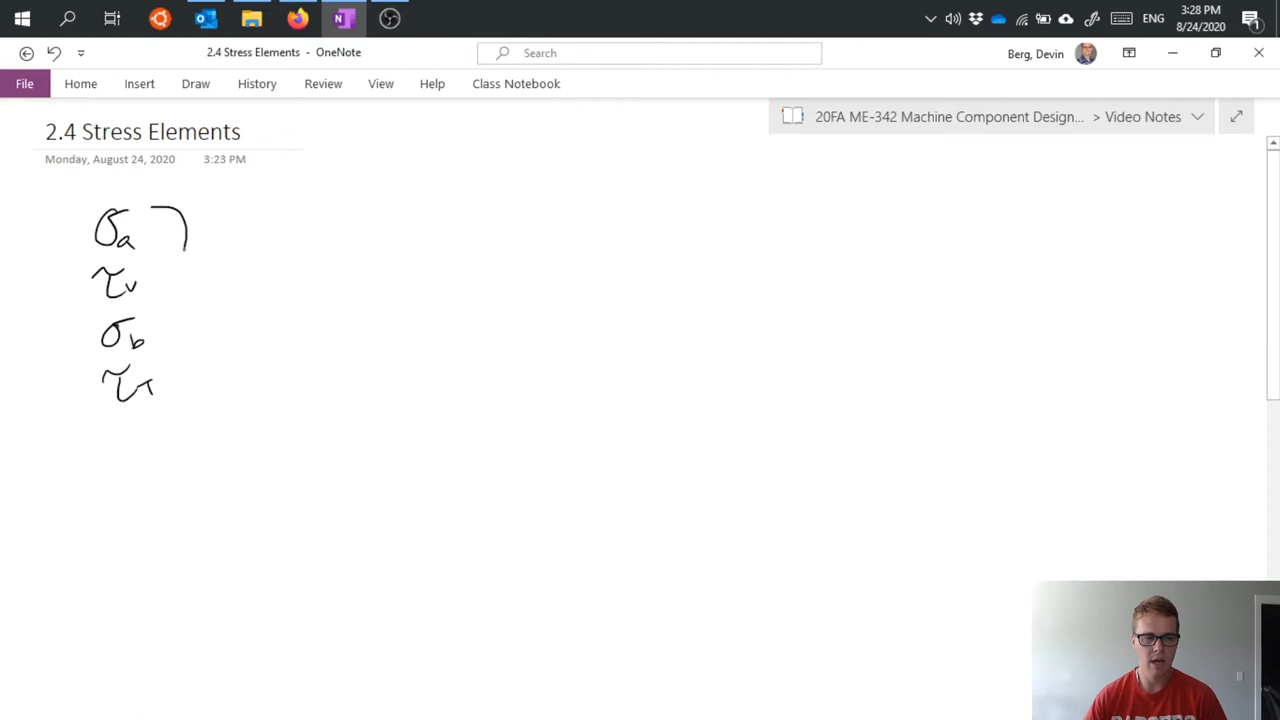 3:28 PM
ENG
8/24/2020
1
2.4 Stress Elements - OneNote
Search
Berg, Devin
File Home Insert Draw History Review View Help Class Notebook
20FA ME-342 Machine Component Design... > Video Notes
2.4 Stress Elements
Monday, August 24, 2020 3:23 PM
σa
τv
σb
τT